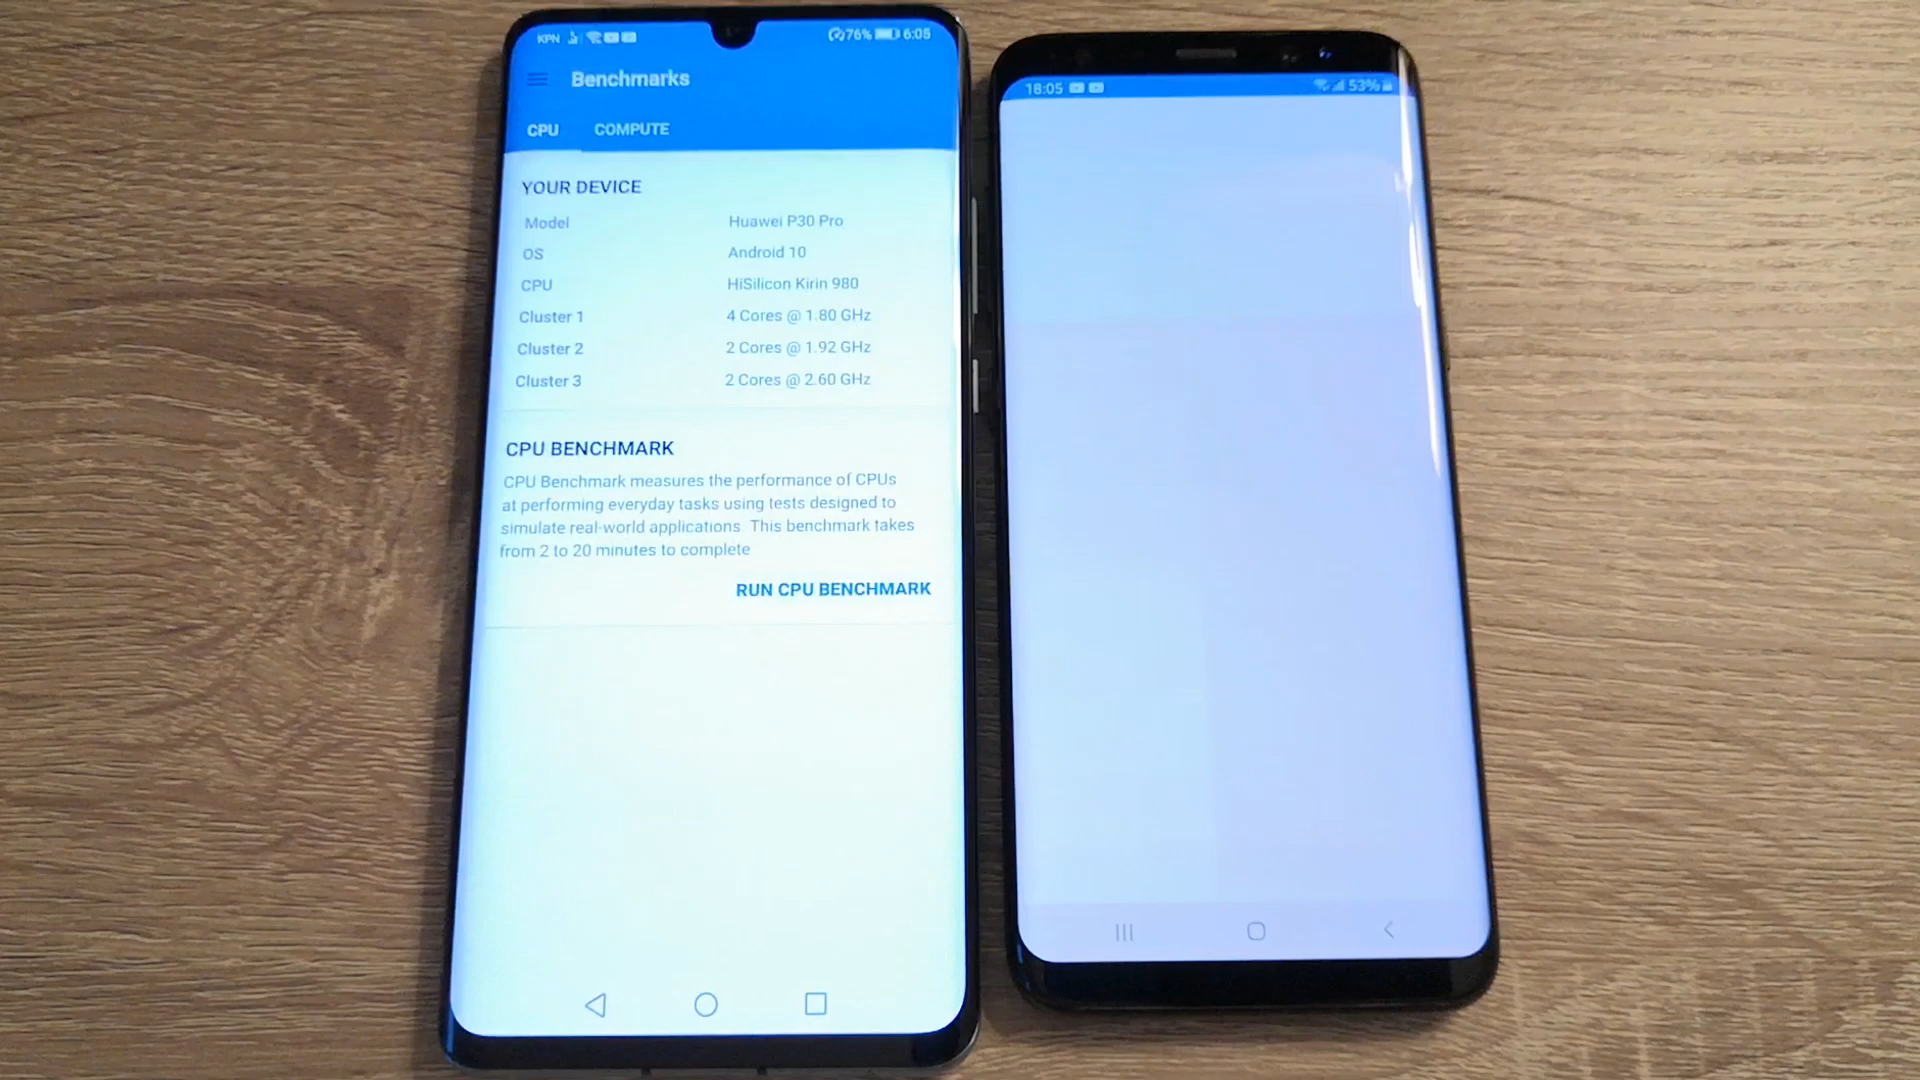 KPN 76% 6:05
Benchmarks
CPU COMPUTE
YOUR DEVICE
Model Huawei P30 Pro
OS Android 10
CPU HiSilicon Kirin 980
Cluster 1 4 Cores @ 1.80 GHz
Cluster 2 2 Cores @ 1.92 GHz
Cluster 3 2 Cores @ 2.60 GHz
CPU BENCHMARK
CPU Benchmark measures the performance of CPUs
at performing everyday tasks using tests designed to
simulate real-world applications. This benchmark takes
from 2 to 20 minutes to complete
RUN CPU BENCHMARK
18:05 53%